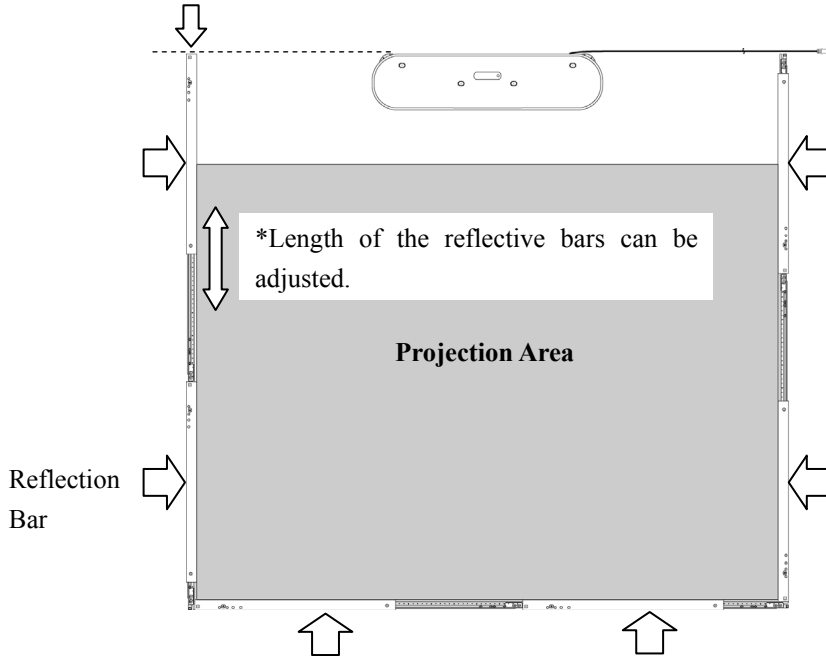 *Length of the reflective bars can be
adjusted.
Projection Area
Reflection
Bar